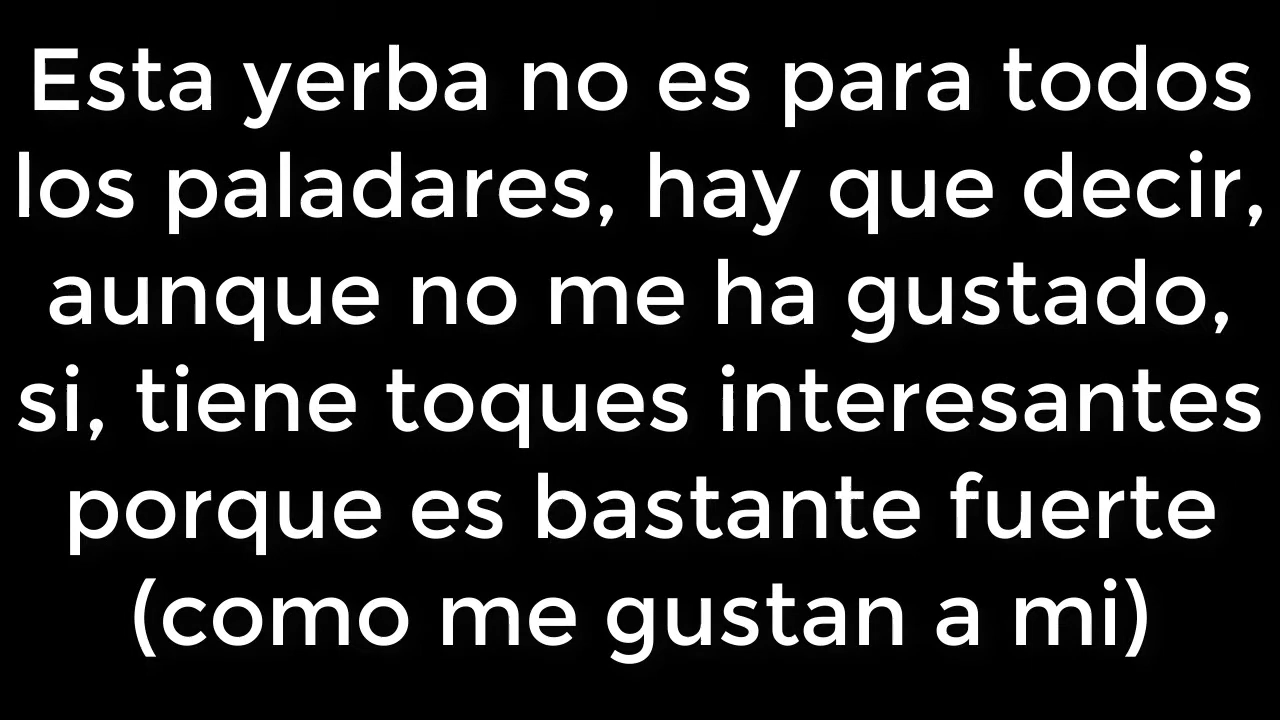 Esta yerba no es para todos
los paladares, hay que decir,
aunque no me ha gustado,
si, tiene toques interesantes
porque es bastante fuerte
(como me gustan a mi)